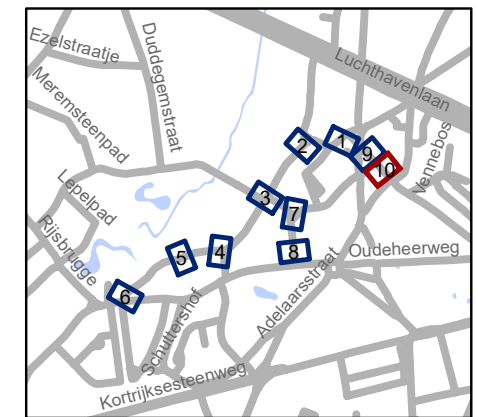 Ezelstraatje
Duddegemstraat
Luchthavenlaan
Meremsteenpad
Vennebos
1
2
9
10
Lepelpad
3
7
Rijsbrugge
4
5
8
Oudeheerweg
6
Adelaarsstraat
Schuttershof
Kortrijksesteenweg